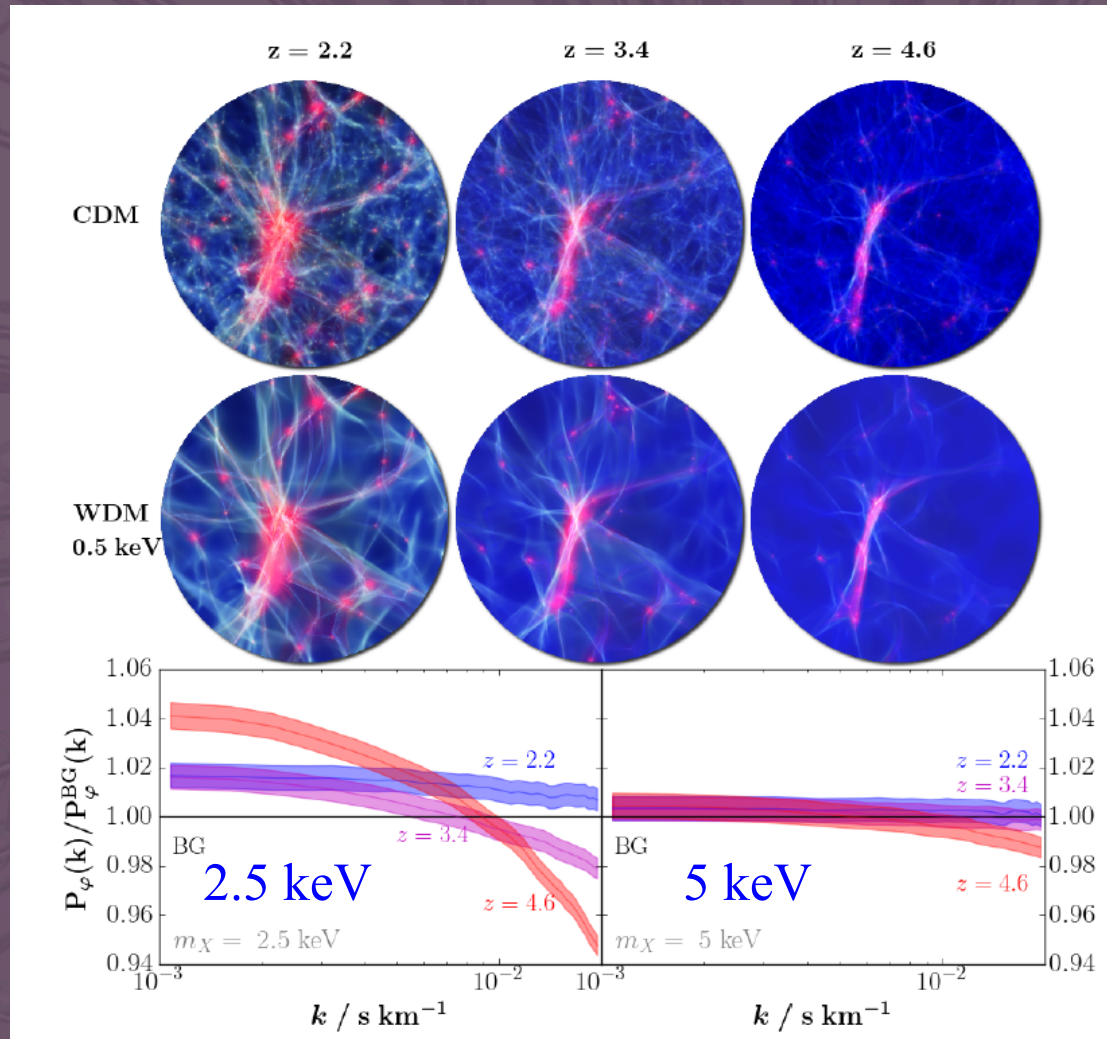 z = 2.2 z = 3.4 z = 4.6
CDM
WDM
0.5 keV
1.06 1.06
1.04 1.04
1.02 1.02
1.00 1.00
0.98 0.98
0.96 0.96
0.94 0.94
P_φ(k)/P_φ^BG(k)
z = 2.2
z = 3.4
BG
2.5 keV
z = 4.6
m_X = 2.5 keV
z = 2.2
z = 3.4
BG
5 keV
z = 4.6
m_X = 5 keV
10⁻³ 10⁻² 10⁻³ 10⁻²
k / s km⁻¹ k / s km⁻¹